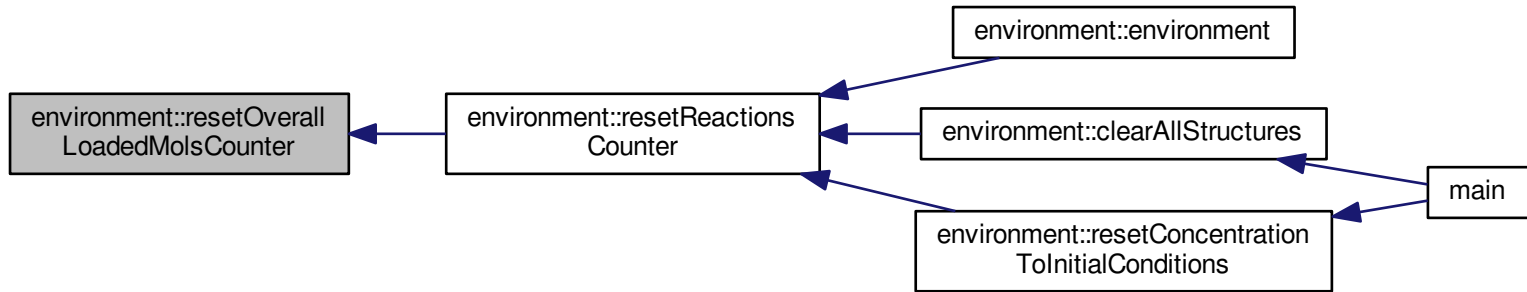 environment::resetOverall
LoadedMolsCounter
environment::resetReactions
Counter
environment::environment
environment::clearAllStructures
environment::resetConcentration
ToInitialConditions
main